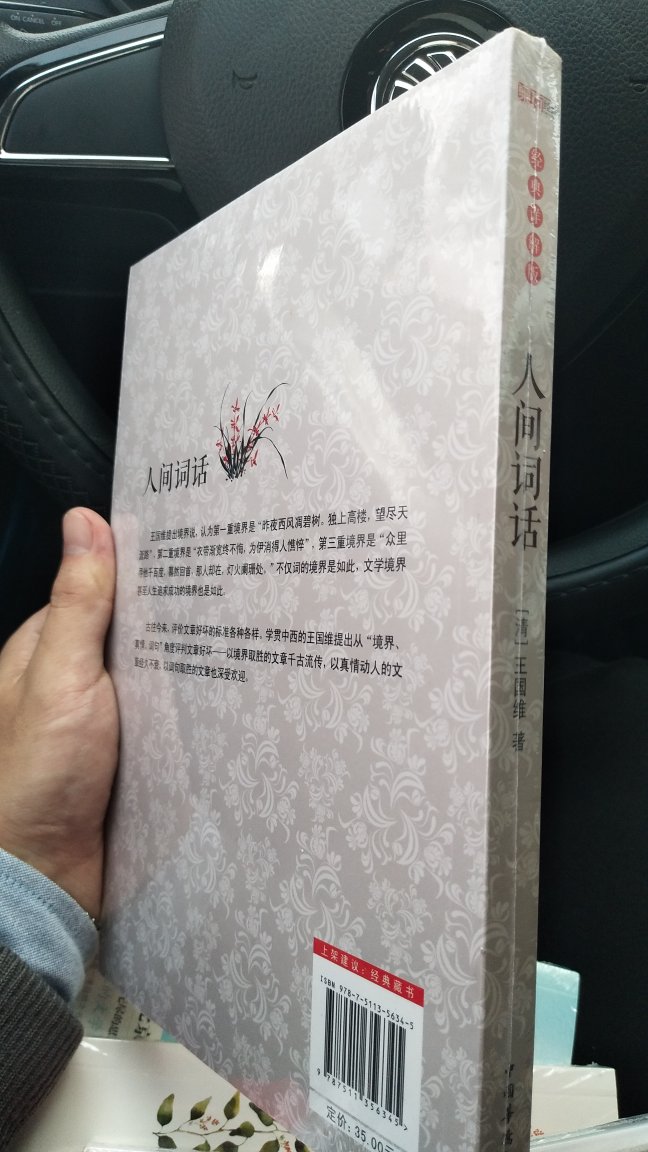 ON CANCEL OFF
经典详解版
人间词话
[清]王国维 著
人间词话
王国维提出境界说，认为第一重境界是“昨夜西风凋碧树。独上高楼，望尽天
涯路”，第二重境界是“衣带渐宽终不悔，为伊消得人憔悴”，第三重境界是“众里
寻他千百度，蓦然回首，那人却在，灯火阑珊处。”不仅词的境界是如此，文学境界
甚至人生追求成功的境界也是如此。
古往今来，评价文章好坏的标准各种各样。学贯中西的王国维提出从“境界、
真情、词句”角度评判文章好坏——以境界取胜的文章千古流传，以真情动人的文
章经久不衰，以词句取胜的文章也深受欢迎。
上架建议：经典藏书
ISBN 978-7-5113-5634-5
9 787511 356345
定价：35.00元